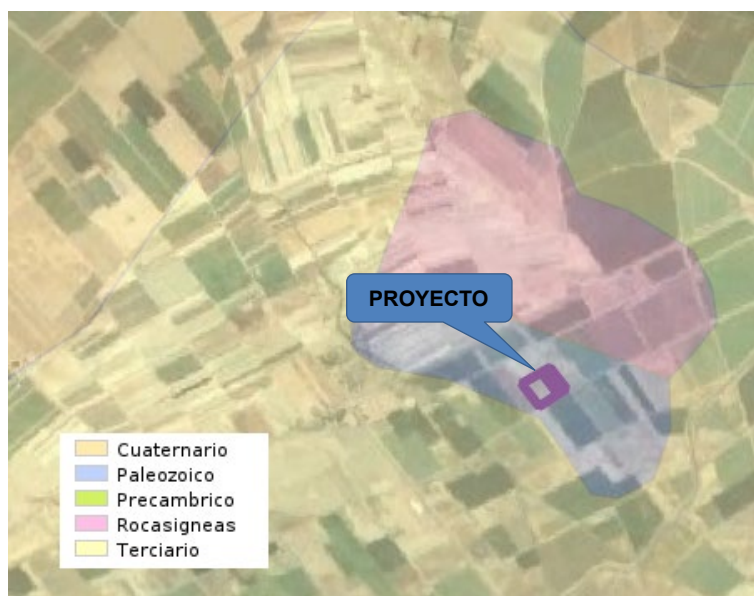 PROYECTO
Cuaternario
Paleozoico
Precambrico
Rocasigneas
Terciario